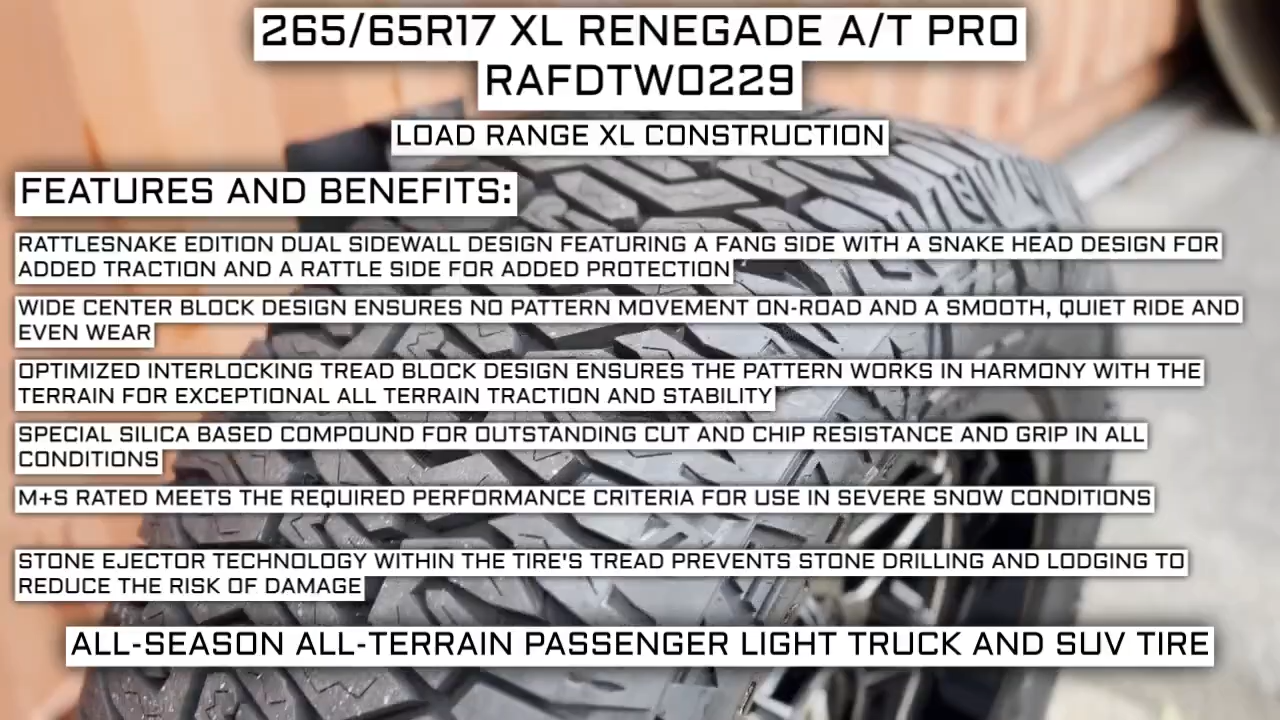 265/65R17 XL RENEGADE A/T PRO
RAFDTW0229
LOAD RANGE XL CONSTRUCTION
FEATURES AND BENEFITS:
RATTLESNAKE EDITION DUAL SIDEWALL DESIGN FEATURING A FANG SIDE WITH A SNAKE HEAD DESIGN FOR
ADDED TRACTION AND A RATTLE SIDE FOR ADDED PROTECTION
WIDE CENTER BLOCK DESIGN ENSURES NO PATTERN MOVEMENT ON-ROAD AND A SMOOTH, QUIET RIDE AND
EVEN WEAR
OPTIMIZED INTERLOCKING TREAD BLOCK DESIGN ENSURES THE PATTERN WORKS IN HARMONY WITH THE
TERRAIN FOR EXCEPTIONAL ALL TERRAIN TRACTION AND STABILITY
SPECIAL SILICA BASED COMPOUND FOR OUTSTANDING CUT AND CHIP RESISTANCE AND GRIP IN ALL
CONDITIONS
M+S RATED MEETS THE REQUIRED PERFORMANCE CRITERIA FOR USE IN SEVERE SNOW CONDITIONS
STONE EJECTOR TECHNOLOGY WITHIN THE TIRE'S TREAD PREVENTS STONE DRILLING AND LODGING TO
REDUCE THE RISK OF DAMAGE
ALL-SEASON ALL-TERRAIN PASSENGER LIGHT TRUCK AND SUV TIRE